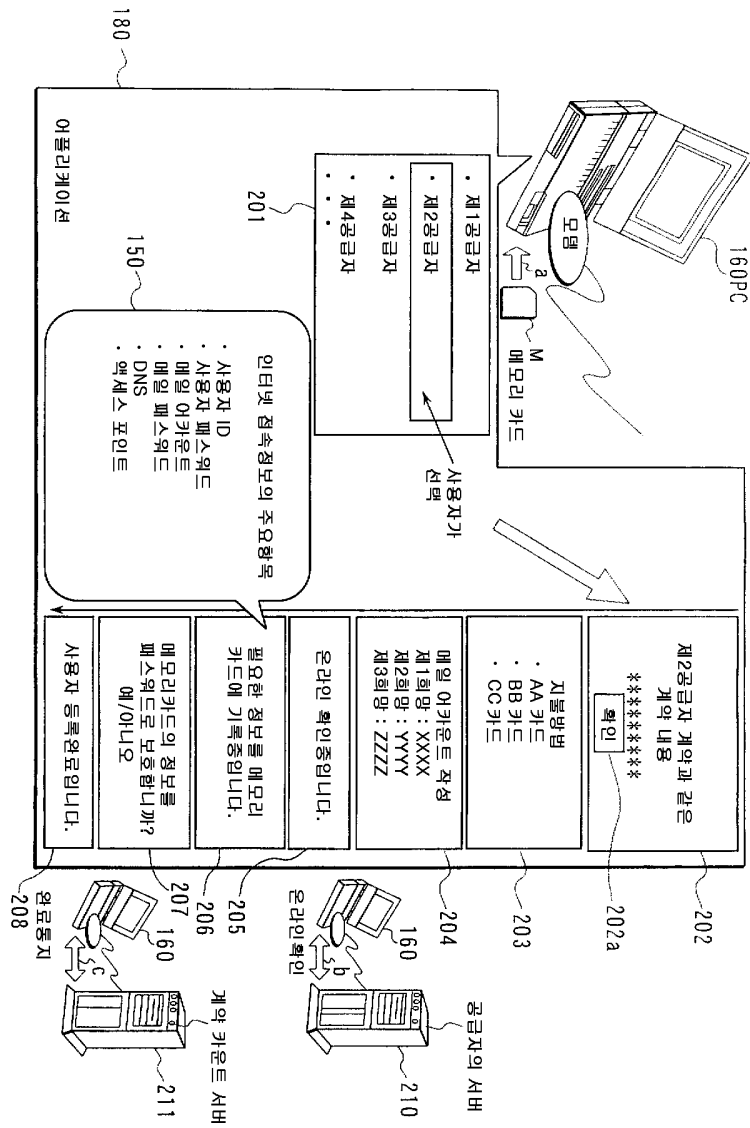 160PC
모뎀
a
M
메모리 카드
180
어플리케이션
201
• 제1공급자
• 제2공급자
• 제3공급자
• 제4공급자
•
•
사용자가
선택
150
인터넷 접속정보의 주요항목
• 사용자 ID
• 사용자 패스워드
• 메일 어카운트
• 메일 패스워드
• DNS
• 액세스 포인트
제2공급자 계약과 같은
계약 내용
**********
확인
202
202a
지불방법
• AA 카드
• BB 카드
• CC 카드
203
메일 어카운트 작성
제1희망 : XXXX
제2희망 : YYYY
제3희망 : ZZZZ
204
온라인 확인중입니다.
205
필요한 정보를 메모리
카드에 기록중입니다.
206
메모리카드의 정보를
패스워드로 보호합니까?
예/아니오
207
사용자 등록완료입니다.
208
160
온라인확인
b
공급자의 서버
210
160
완료통지
c
계약 카운트 서버
211